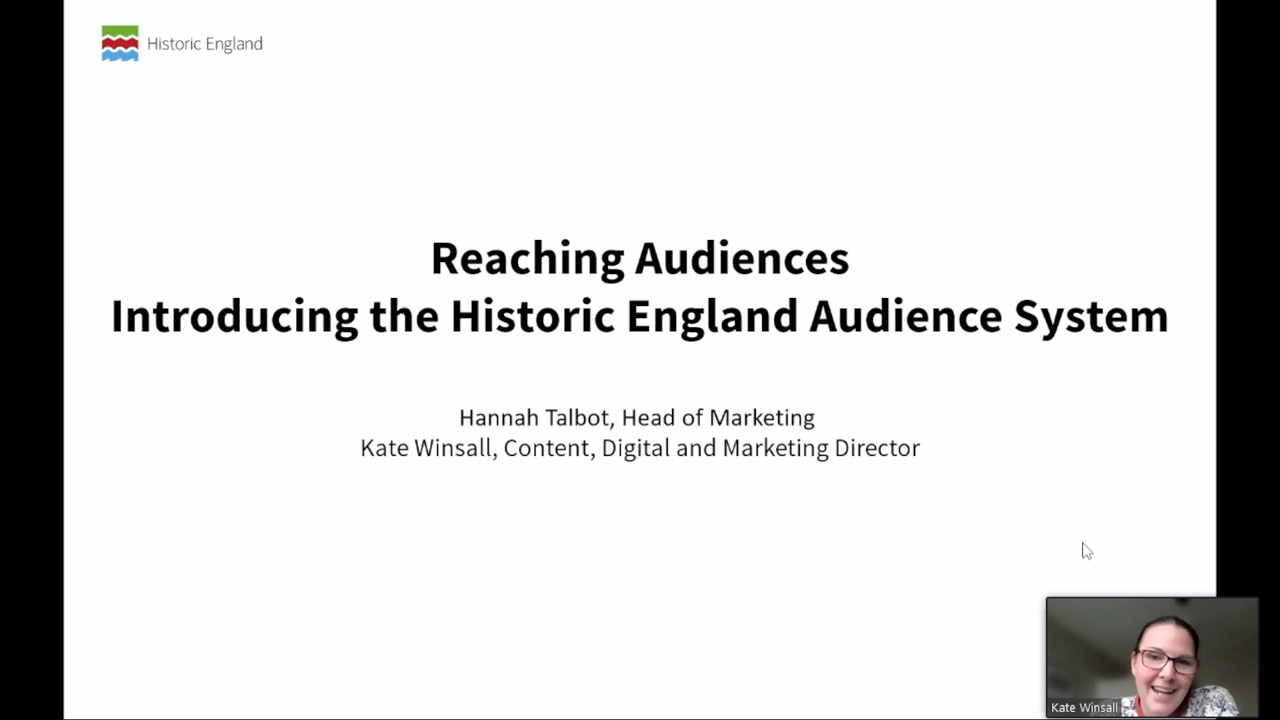 Historic England
Reaching Audiences
Introducing the Historic England Audience System
Hannah Talbot, Head of Marketing
Kate Winsall, Content, Digital and Marketing Director
Kate Winsall